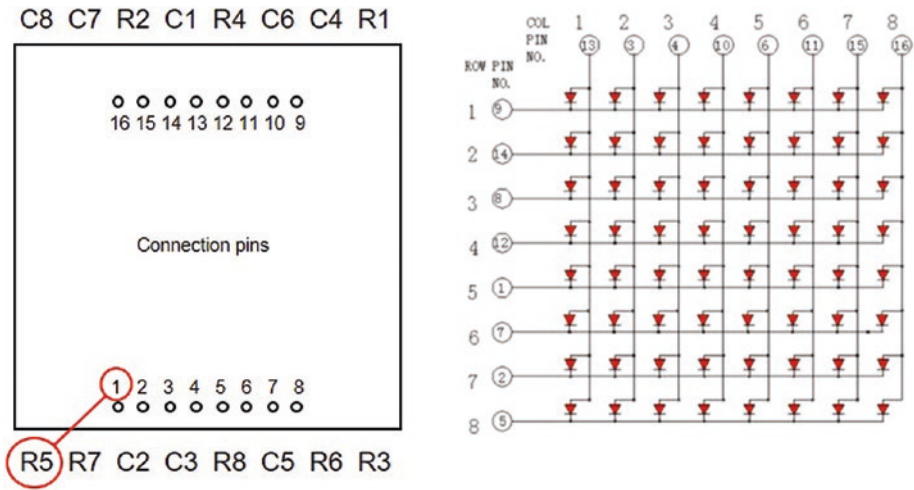 C8 C7 R2 C1 R4 C6 C4 R1
16 15 14 13 12 11 10 9
Connection pins
1 2 3 4 5 6 7 8
R5 R7 C2 C3 R8 C5 R6 R3
COL 1 2 3 4 5 6 7 8
PIN NO. 13 3 4 10 6 11 15 16
ROW PIN NO.
1 9
2 14
3 8
4 12
5 1
6 7
7 2
8 5